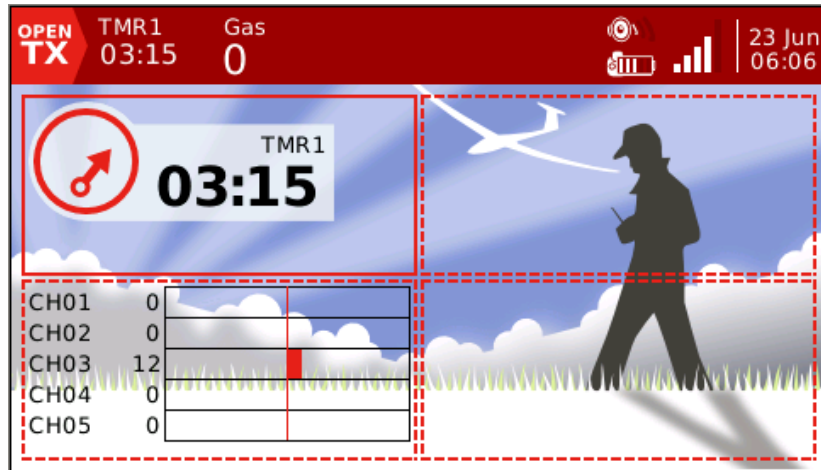 OPEN
TX
TMR1
03:15
Gas
0
23 Jun
06:06
TMR1
03:15
CH01 0
CH02 0
CH03 12
CH04 0
CH05 0